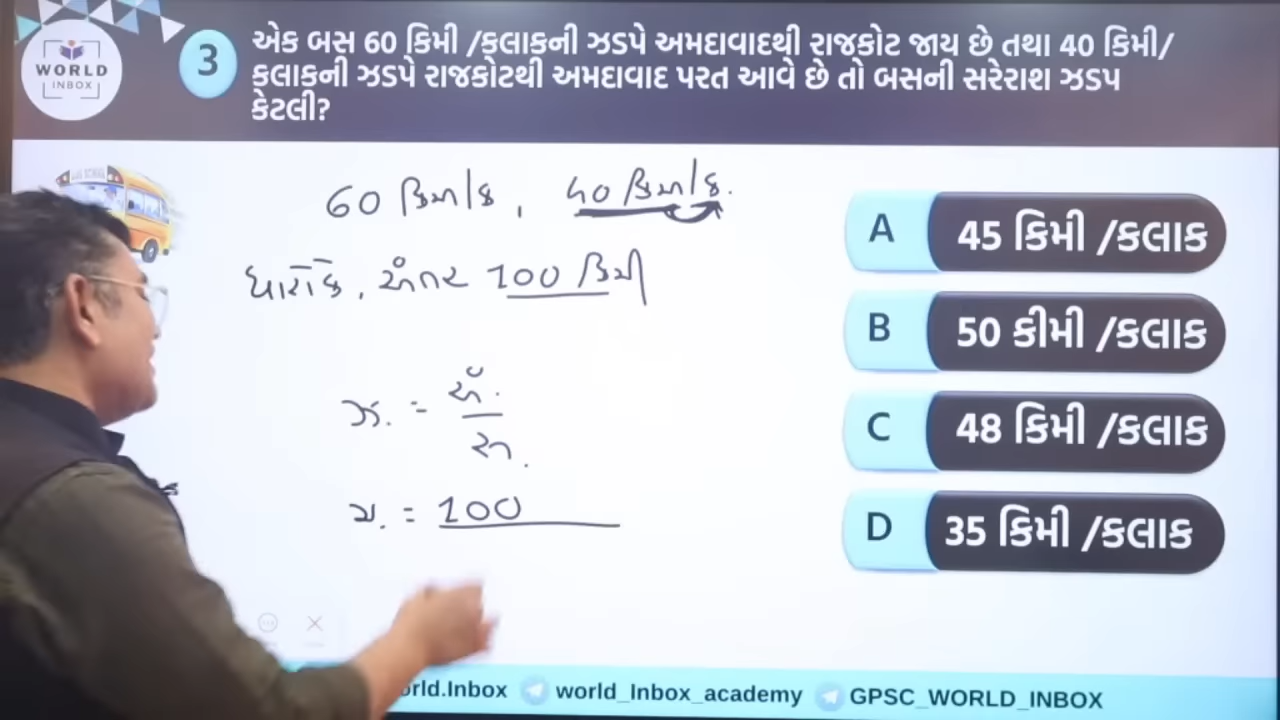 WORLD
INBOX
3
એક બસ 60 કિમી /કલાકની ઝડપે અમદાવાદથી રાજકોટ જાય છે તથા 40 કિમી/
કલાકની ઝડપે રાજકોટથી અમદાવાદ પરત આવે છે તો બસની સરેરાશ ઝડપ
કેટલી?
60 કિમી/ક, 40 કિમી/ક.
ધારો કે, અંતર 100 કિમી
ઝ. = અં.
સ.
સ. = 100
A 45 કિમી /કલાક
B 50 કીમી /કલાક
C 48 કિમી /કલાક
D 35 કિમી /કલાક
orld.Inbox world_Inbox_academy GPSC_WORLD_INBOX